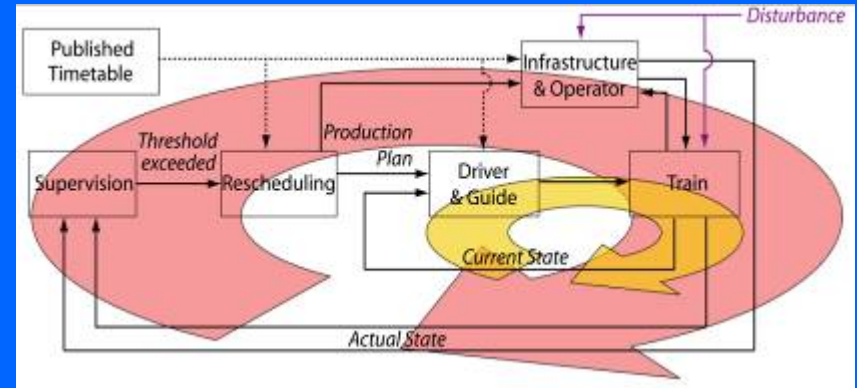 Disturbance
Published
Timetable
Infrastructure
& Operator
Threshold
exceeded
Production
Plan
Supervision
Rescheduling
Driver
& Guide
Train
Current State
Actual State